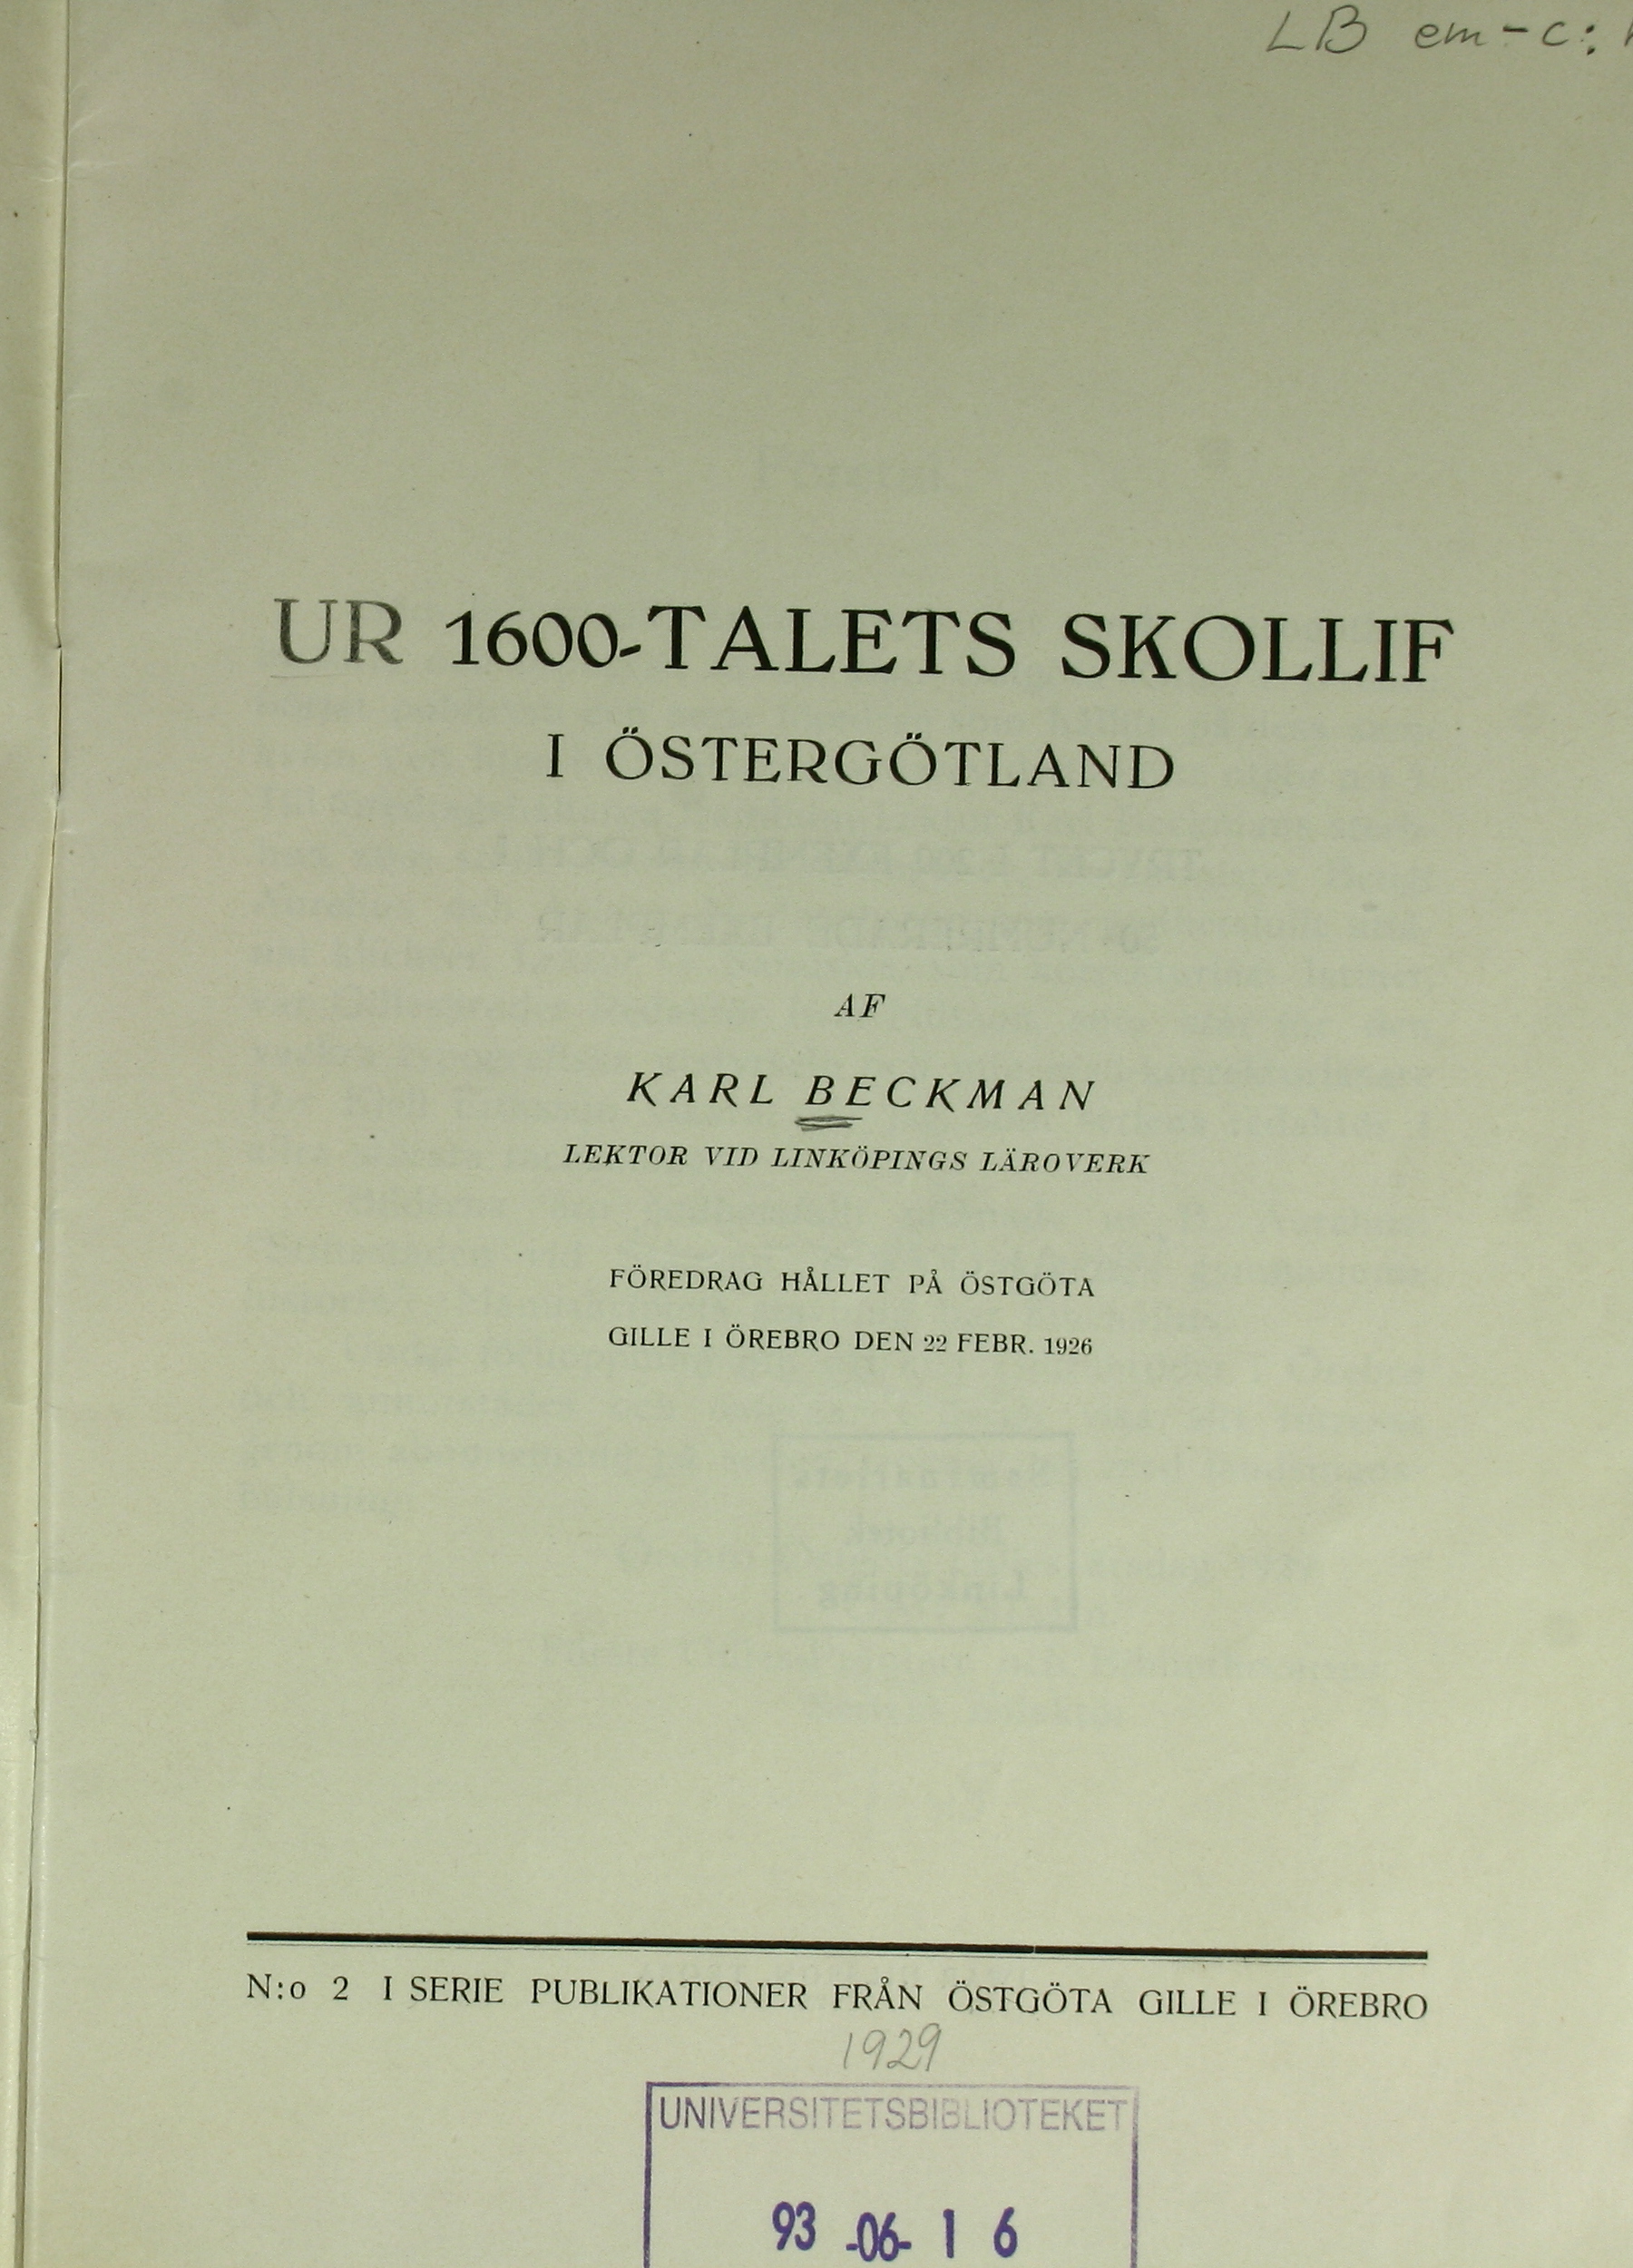 LB em-c:
UR 1600-TALETS SKOLLIF
I ÖSTERGÖTLAND
AF
KARL BECKMAN
LEKTOR VID LINKÖPINGS LÄROVERK
FÖREDRAG HÅLLET PÅ ÖSTGÖTA
GILLE I ÖREBRO DEN 22 FEBR. 1926
N:o 2 I SERIE PUBLIKATIONER FRÅN ÖSTGÖTA GILLE I ÖREBRO
1929
UNIVERSITETSBIBLIOTEKET
93 -06- 1 6